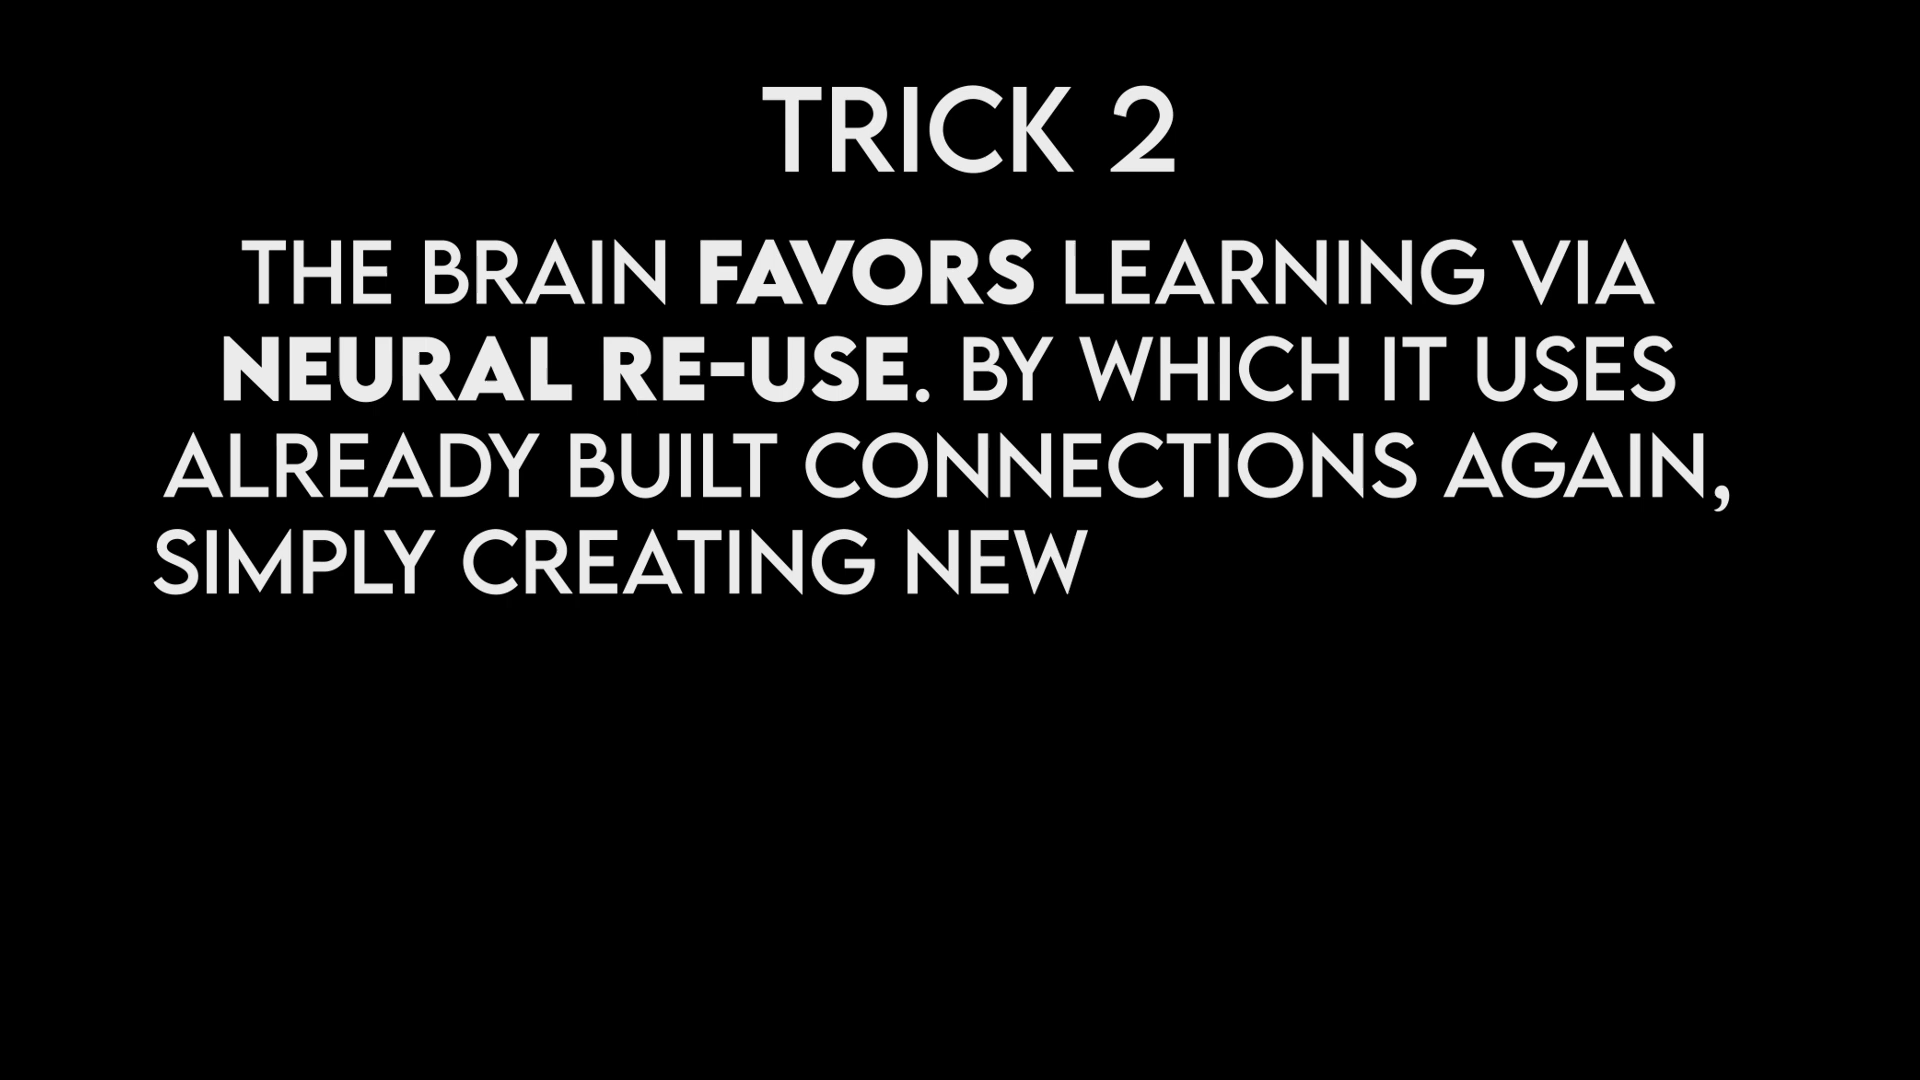 TRICK 2
THE BRAIN FAVORS LEARNING VIA
NEURAL RE-USE. BY WHICH IT USES
ALREADY BUILT CONNECTIONS AGAIN,
SIMPLY CREATING NEW